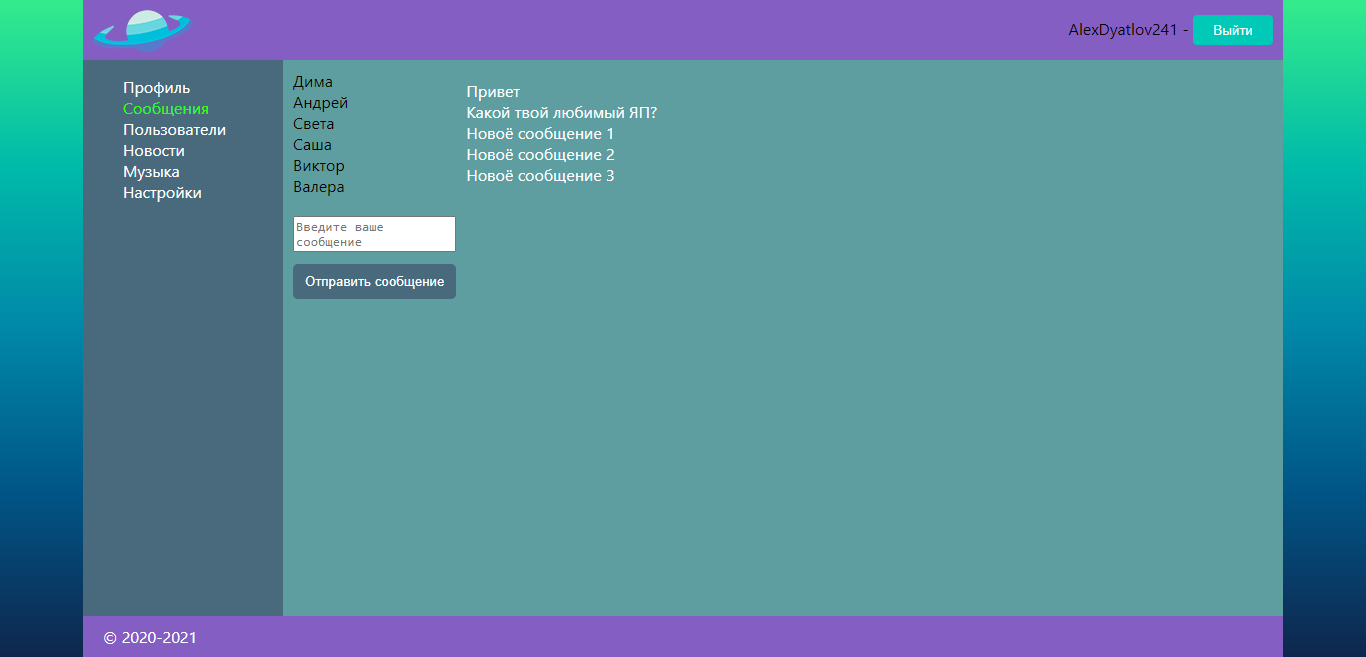 AlexDyatlov241 - Выйти
Профиль
Сообщения
Пользователи
Новости
Музыка
Настройки
Дима
Андрей
Света
Саша
Виктор
Валера
Введите ваше
сообщение
Отправить сообщение
Привет
Какой твой любимый ЯП?
Новоё сообщение 1
Новоё сообщение 2
Новоё сообщение 3
© 2020-2021